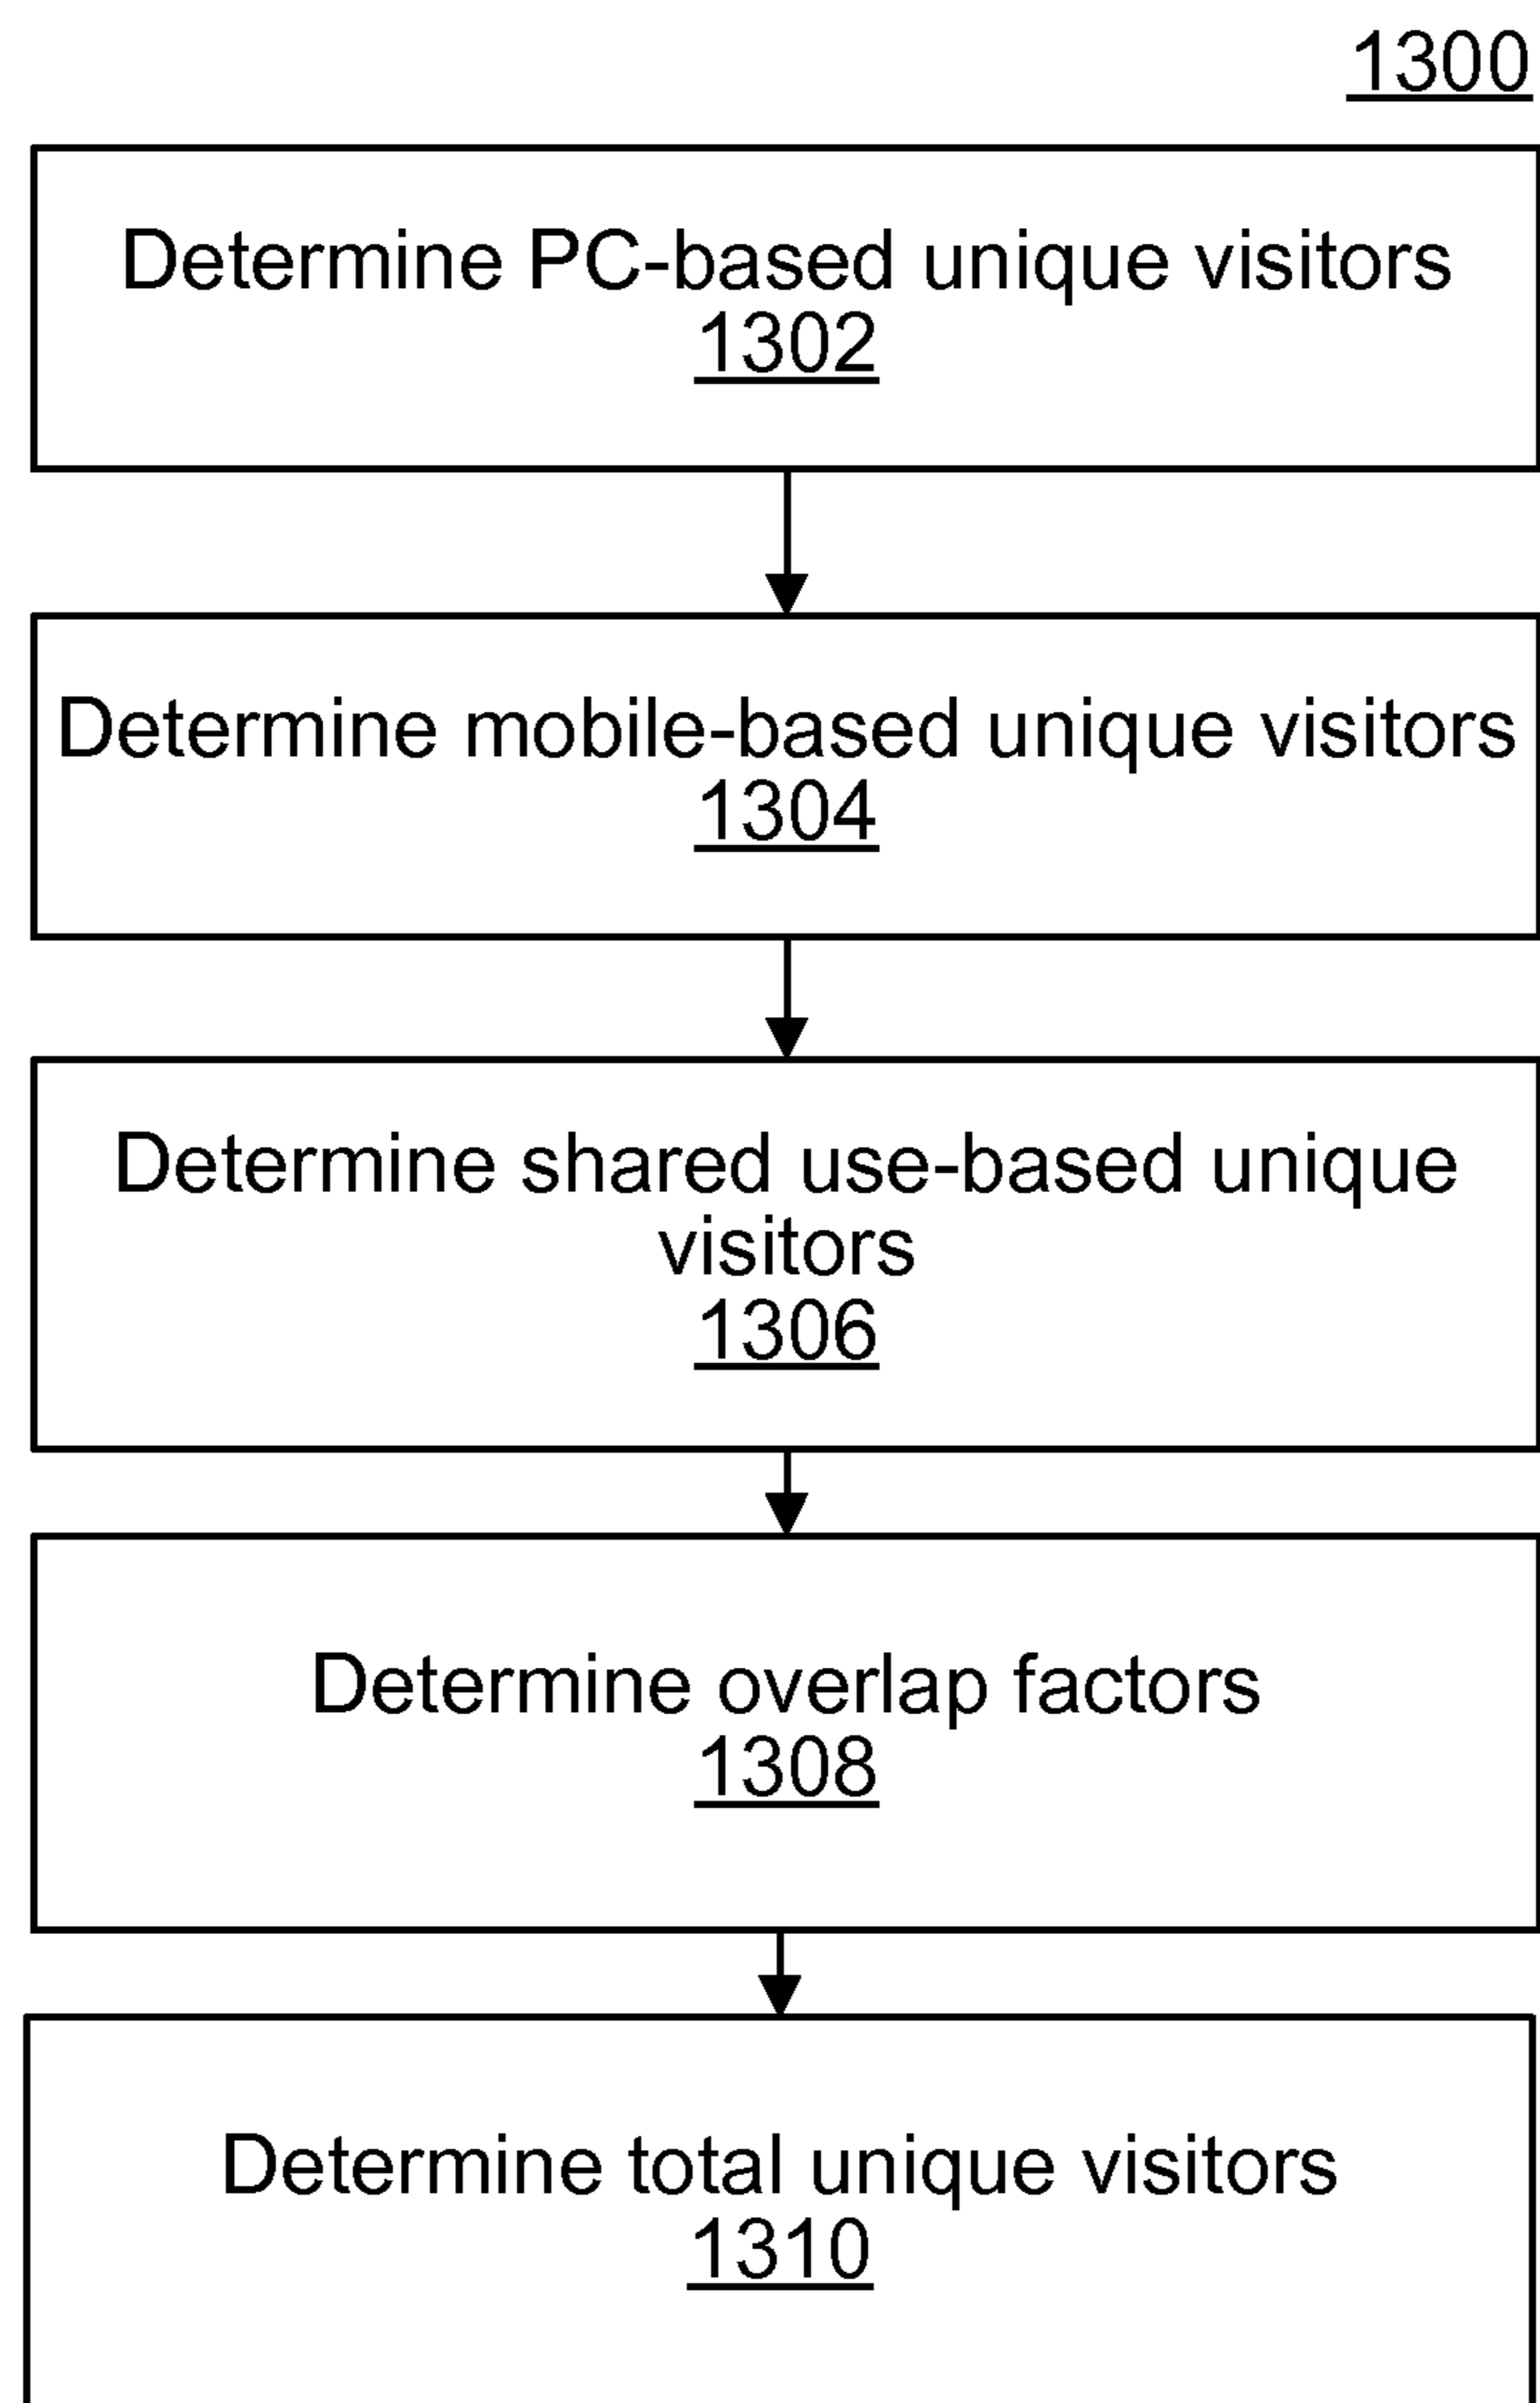 1300
Determine PC-based unique visitors
1302
Determine mobile-based unique visitors
1304
Determine shared use-based unique
visitors
1306
Determine overlap factors
1308
Determine total unique visitors
1310